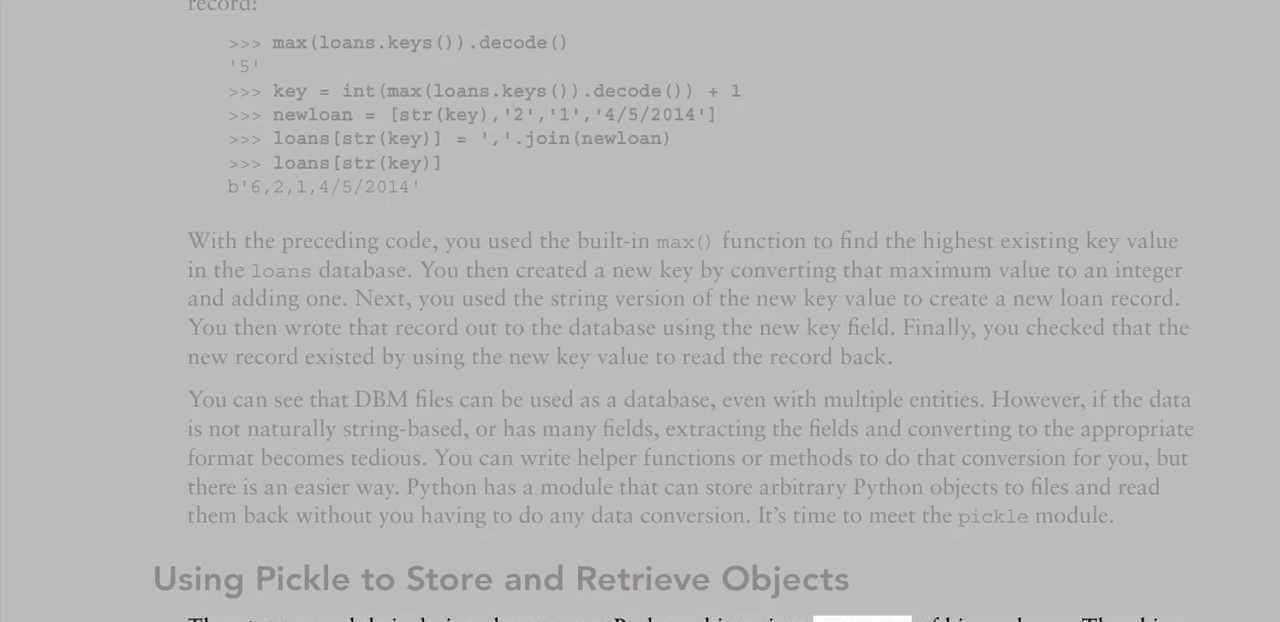 record:
>>> max(loans.keys()).decode()
'5'
>>> key = int(max(loans.keys()).decode()) + 1
>>> newloan = [str(key),'2','1','4/5/2014']
>>> loans[str(key)] = ','.join(newloan)
>>> loans[str(key)]
b'6,2,1,4/5/2014'
With the preceding code, you used the built-in max() function to find the highest existing key value
in the loans database. You then created a new key by converting that maximum value to an integer
and adding one. Next, you used the string version of the new key value to create a new loan record.
You then wrote that record out to the database using the new key field. Finally, you checked that the
new record existed by using the new key value to read the record back.
You can see that DBM files can be used as a database, even with multiple entities. However, if the data
is not naturally string-based, or has many fields, extracting the fields and converting to the appropriate
format becomes tedious. You can write helper functions or methods to do that conversion for you, but
there is an easier way. Python has a module that can store arbitrary Python objects to files and read
them back without you having to do any data conversion. It's time to meet the pickle module.
Using Pickle to Store and Retrieve Objects